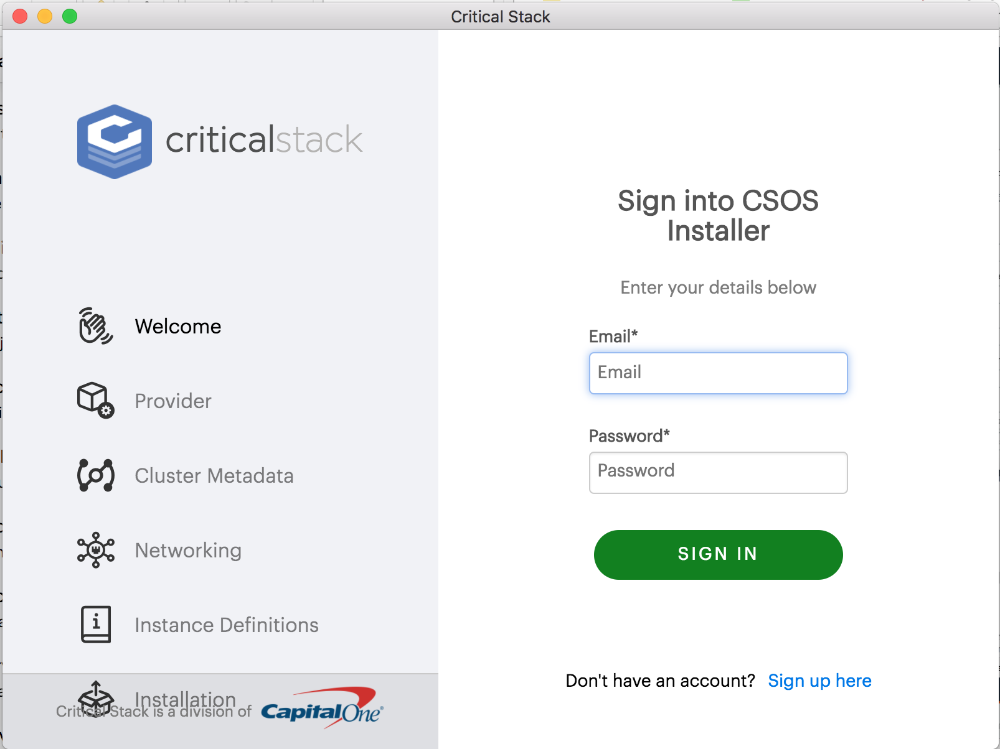 Critical Stack
criticalstack
Welcome
Provider
Cluster Metadata
Networking
Instance Definitions
Installation
Critical Stack is a division of
CapitalOne®
Sign into CSOS
Installer
Enter your details below
Email*
Email
Password*
Password
SIGN IN
Don't have an account? Sign up here